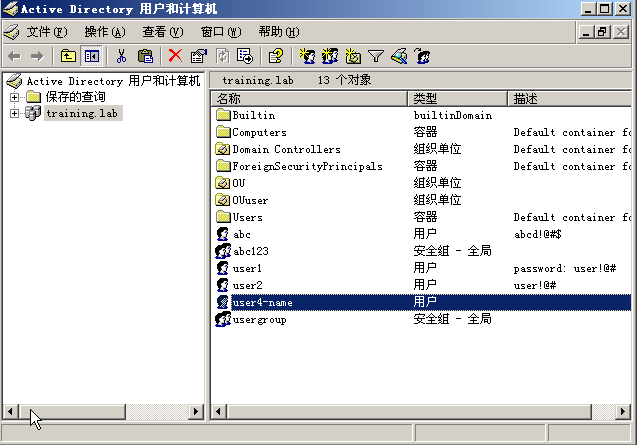 Active Directory 用户和计算机
文件(F) 操作(A) 查看(V) 窗口(W) 帮助(H)
Active Directory 用户和计算机
保存的查询
training.lab
training.lab 13 个对象
名称 类型 描述
Builtin builtinDomain
Computers 容器 Default container fo
Domain Controllers 组织单位 Default container fo
ForeignSecurityPrincipals 容器 Default container fo
OU 组织单位
OUuser 组织单位
Users 容器 Default container fo
abc 用户 abcd!@#$
abc123 安全组 - 全局
user1 用户 password: user!@#
user2 用户 user!@#
user4-name 用户
usergroup 安全组 - 全局